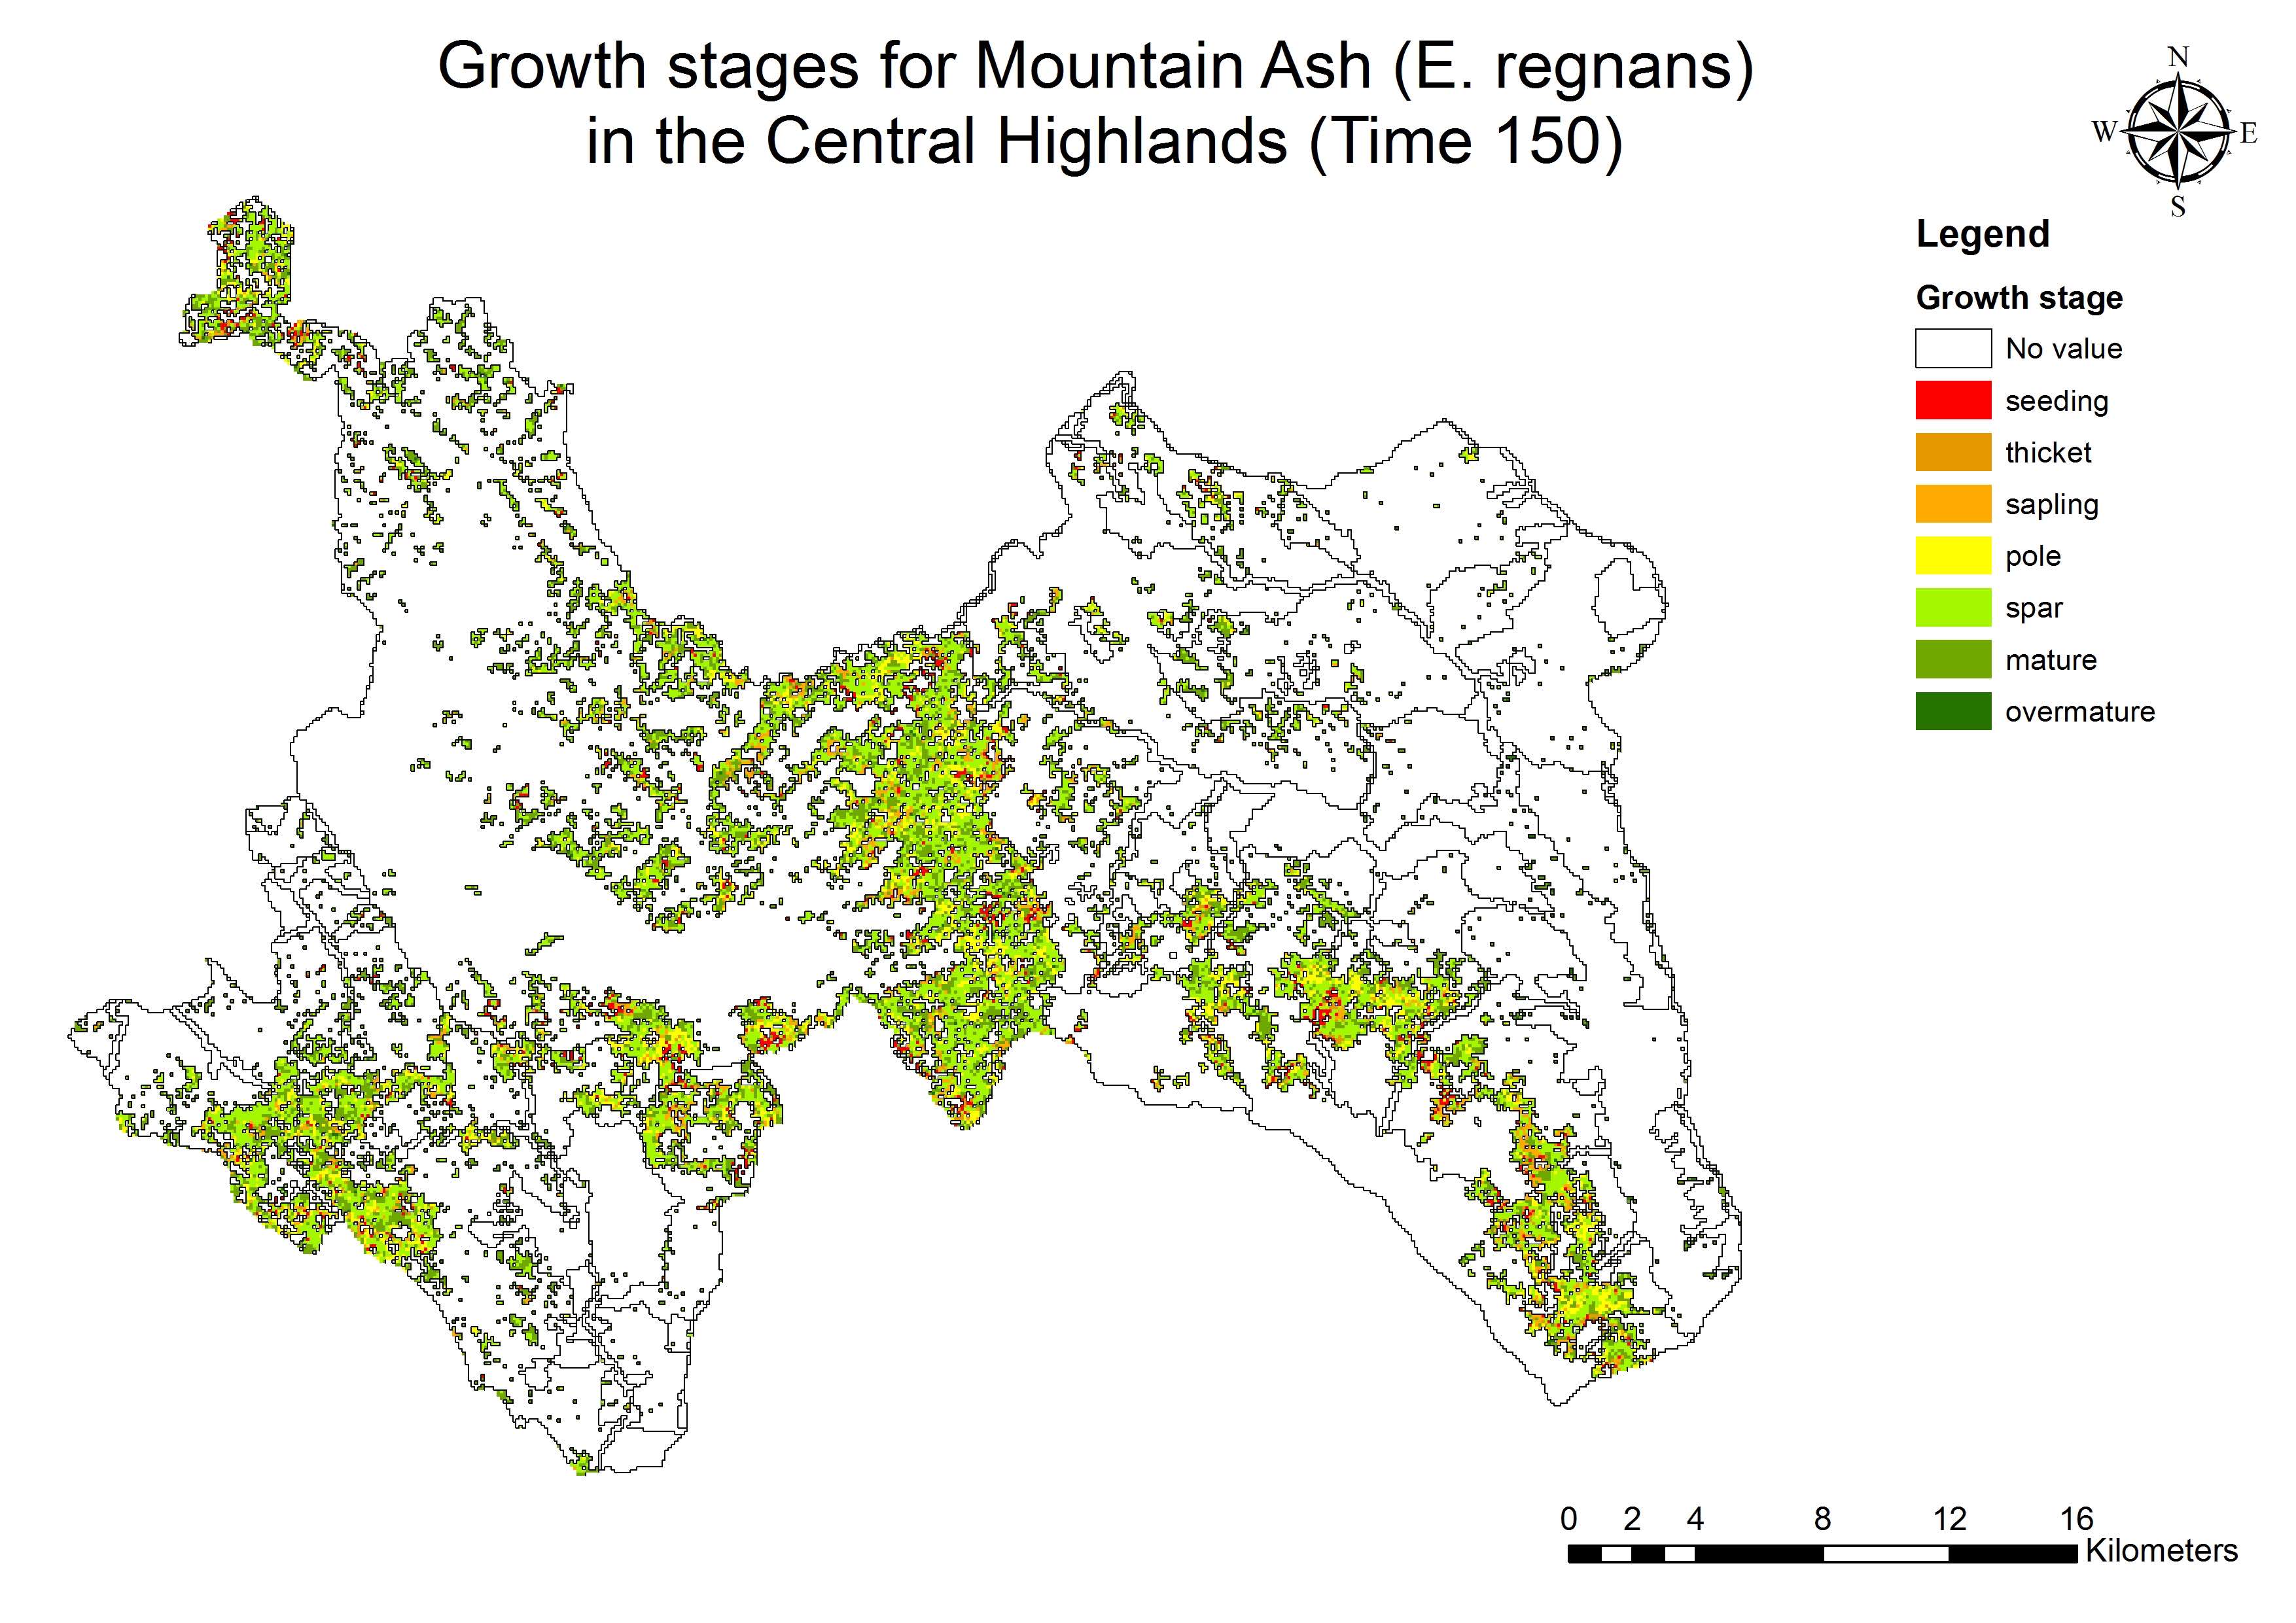 Growth stages for Mountain Ash (E. regnans)
in the Central Highlands (Time 150)
N
W E
S
Legend
Growth stage
No value
seeding
thicket
sapling
pole
spar
mature
overmature
0 2 4 8 12 16
Kilometers